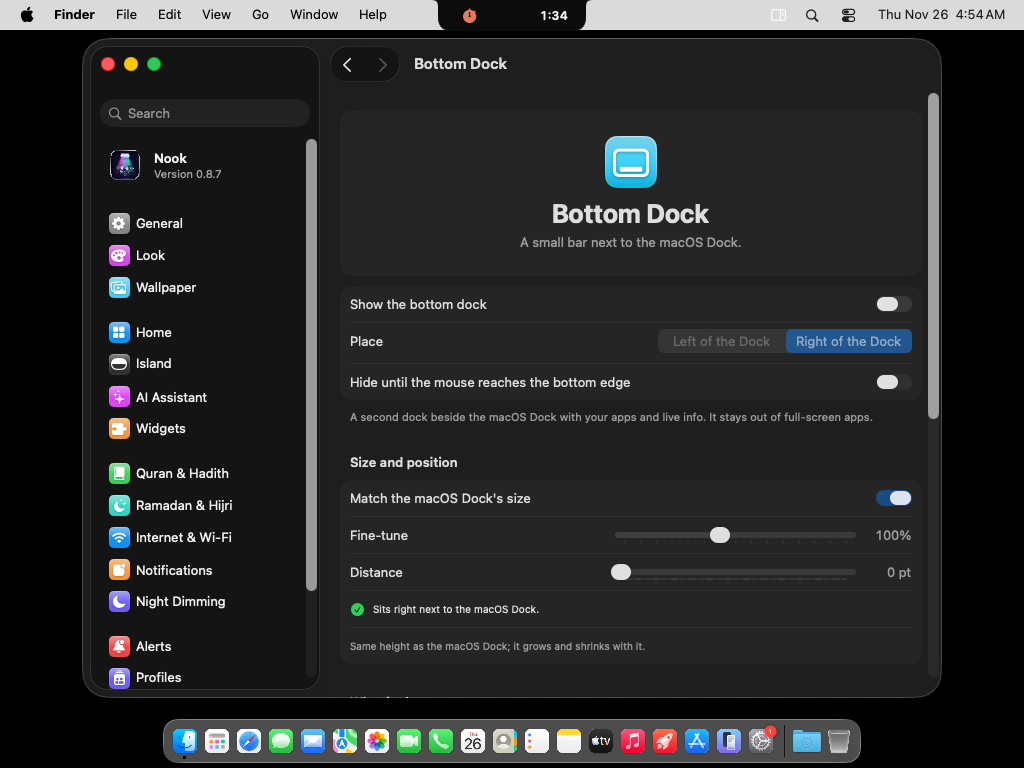 Finder File Edit View Go Window Help
1:34
Thu Nov 26 4:54 AM
Bottom Dock
Search
Nook
Version 0.8.7
General
Look
Wallpaper
Home
Island
AI Assistant
Widgets
Quran & Hadith
Ramadan & Hijri
Internet & Wi-Fi
Notifications
Night Dimming
Alerts
Profiles
Bottom Dock
A small bar next to the macOS Dock.
Show the bottom dock
Place
Left of the Dock Right of the Dock
Hide until the mouse reaches the bottom edge
A second dock beside the macOS Dock with your apps and live info. It stays out of full-screen apps.
Size and position
Match the macOS Dock's size
Fine-tune 100%
Distance 0 pt
Sits right next to the macOS Dock.
Same height as the macOS Dock; it grows and shrinks with it.
Thu
26
tv
1